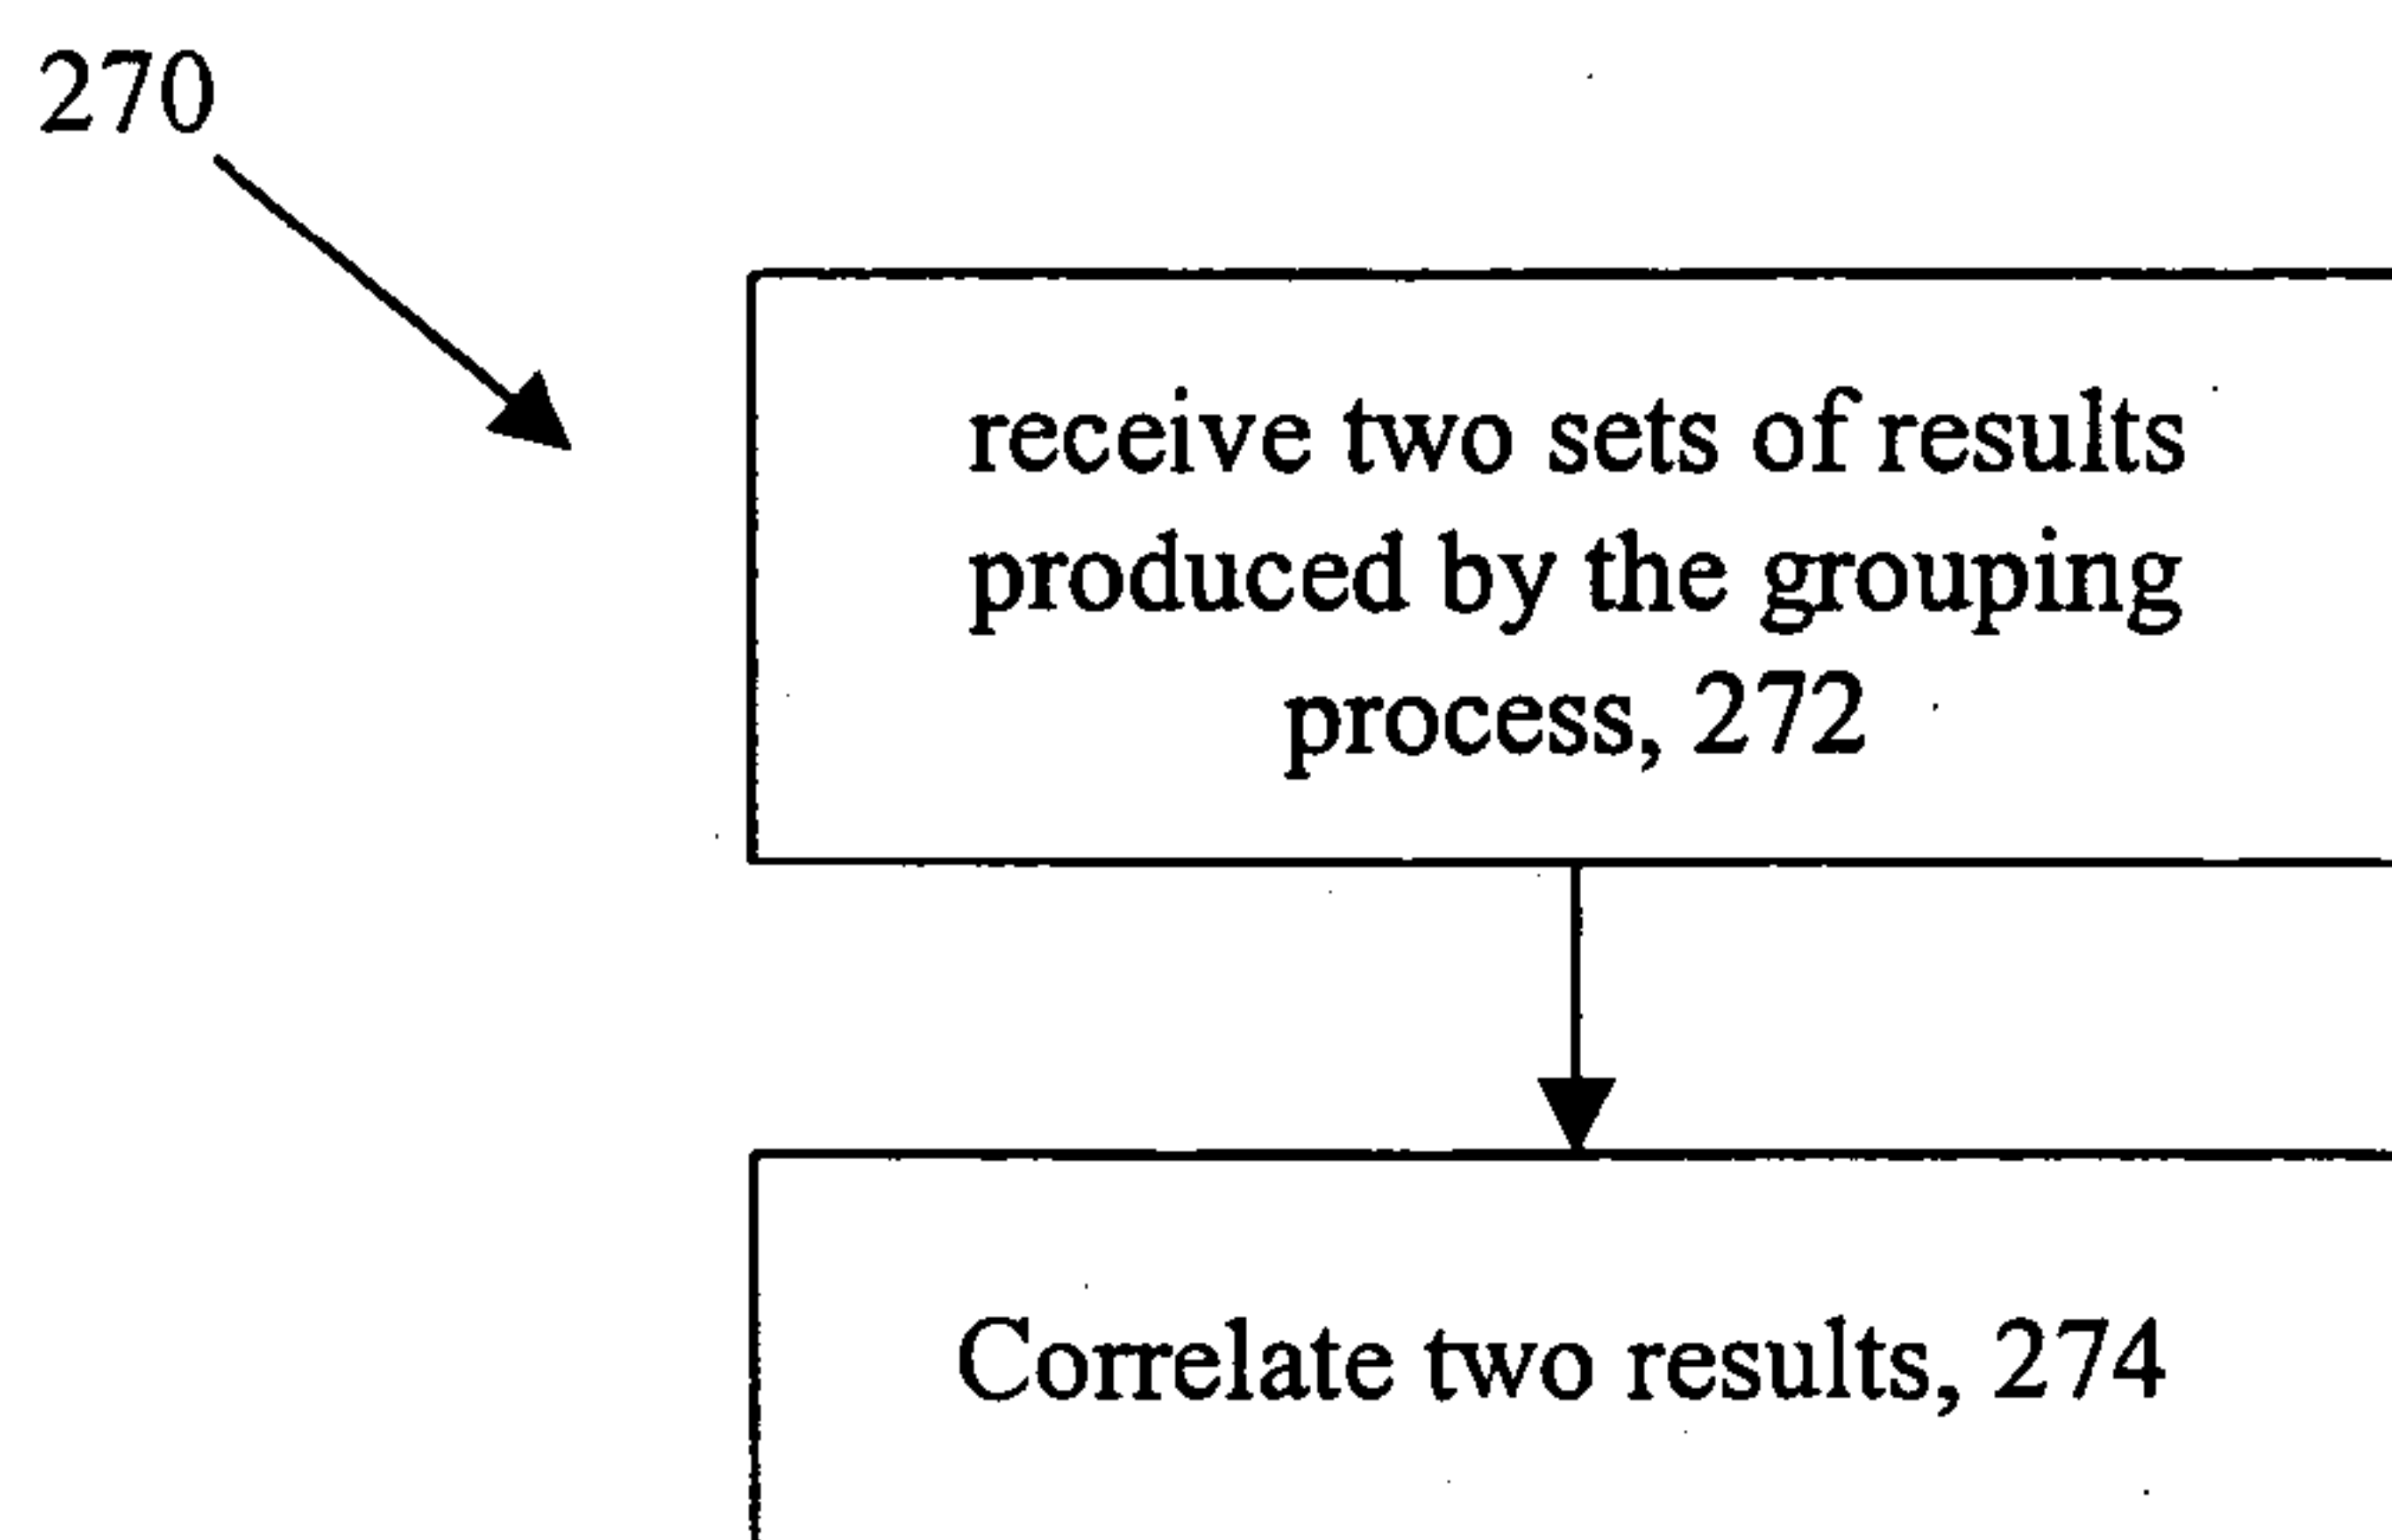 270
receive two sets of results
produced by the grouping
process, 272
Correlate two results, 274